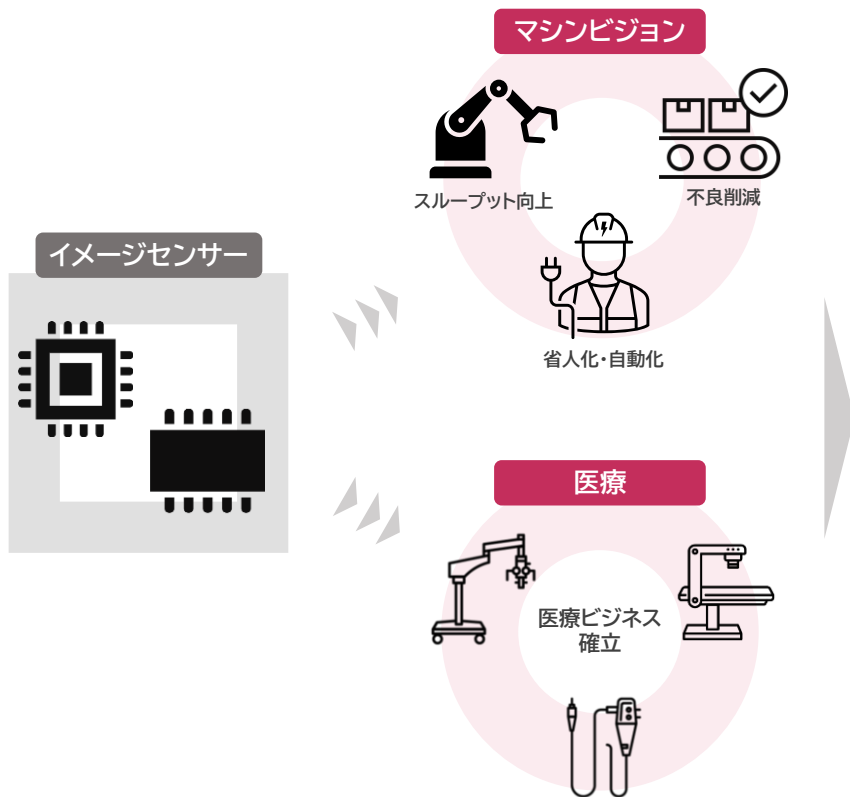 マシンビジョン
スループット向上
不良削減
省人化・自動化
イメージセンサー
医療
医療ビジネス
確立